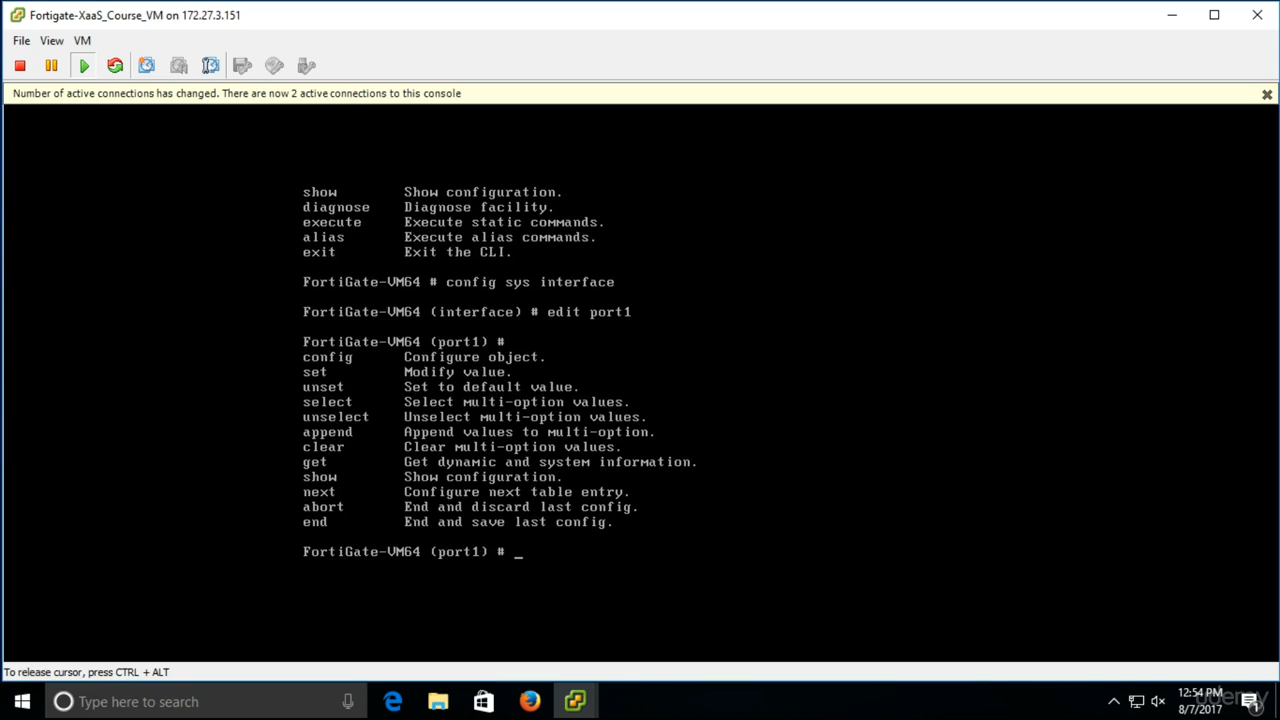 Fortigate-XaaS_Course_VM on 172.27.3.151
File View VM
Number of active connections has changed. There are now 2 active connections to this console
show Show configuration.
diagnose Diagnose facility.
execute Execute static commands.
alias Execute alias commands.
exit Exit the CLI.
FortiGate-VM64 # config sys interface
FortiGate-VM64 (interface) # edit port1
FortiGate-VM64 (port1) #
config Configure object.
set Modify value.
unset Set to default value.
select Select multi-option values.
unselect Unselect multi-option values.
append Append values to multi-option.
clear Clear multi-option values.
get Get dynamic and system information.
show Show configuration.
next Configure next table entry.
abort End and discard last config.
end End and save last config.
FortiGate-VM64 (port1) # _
To release cursor, press CTRL + ALT
Type here to search
12:54 PM
8/7/2017
udemy
1